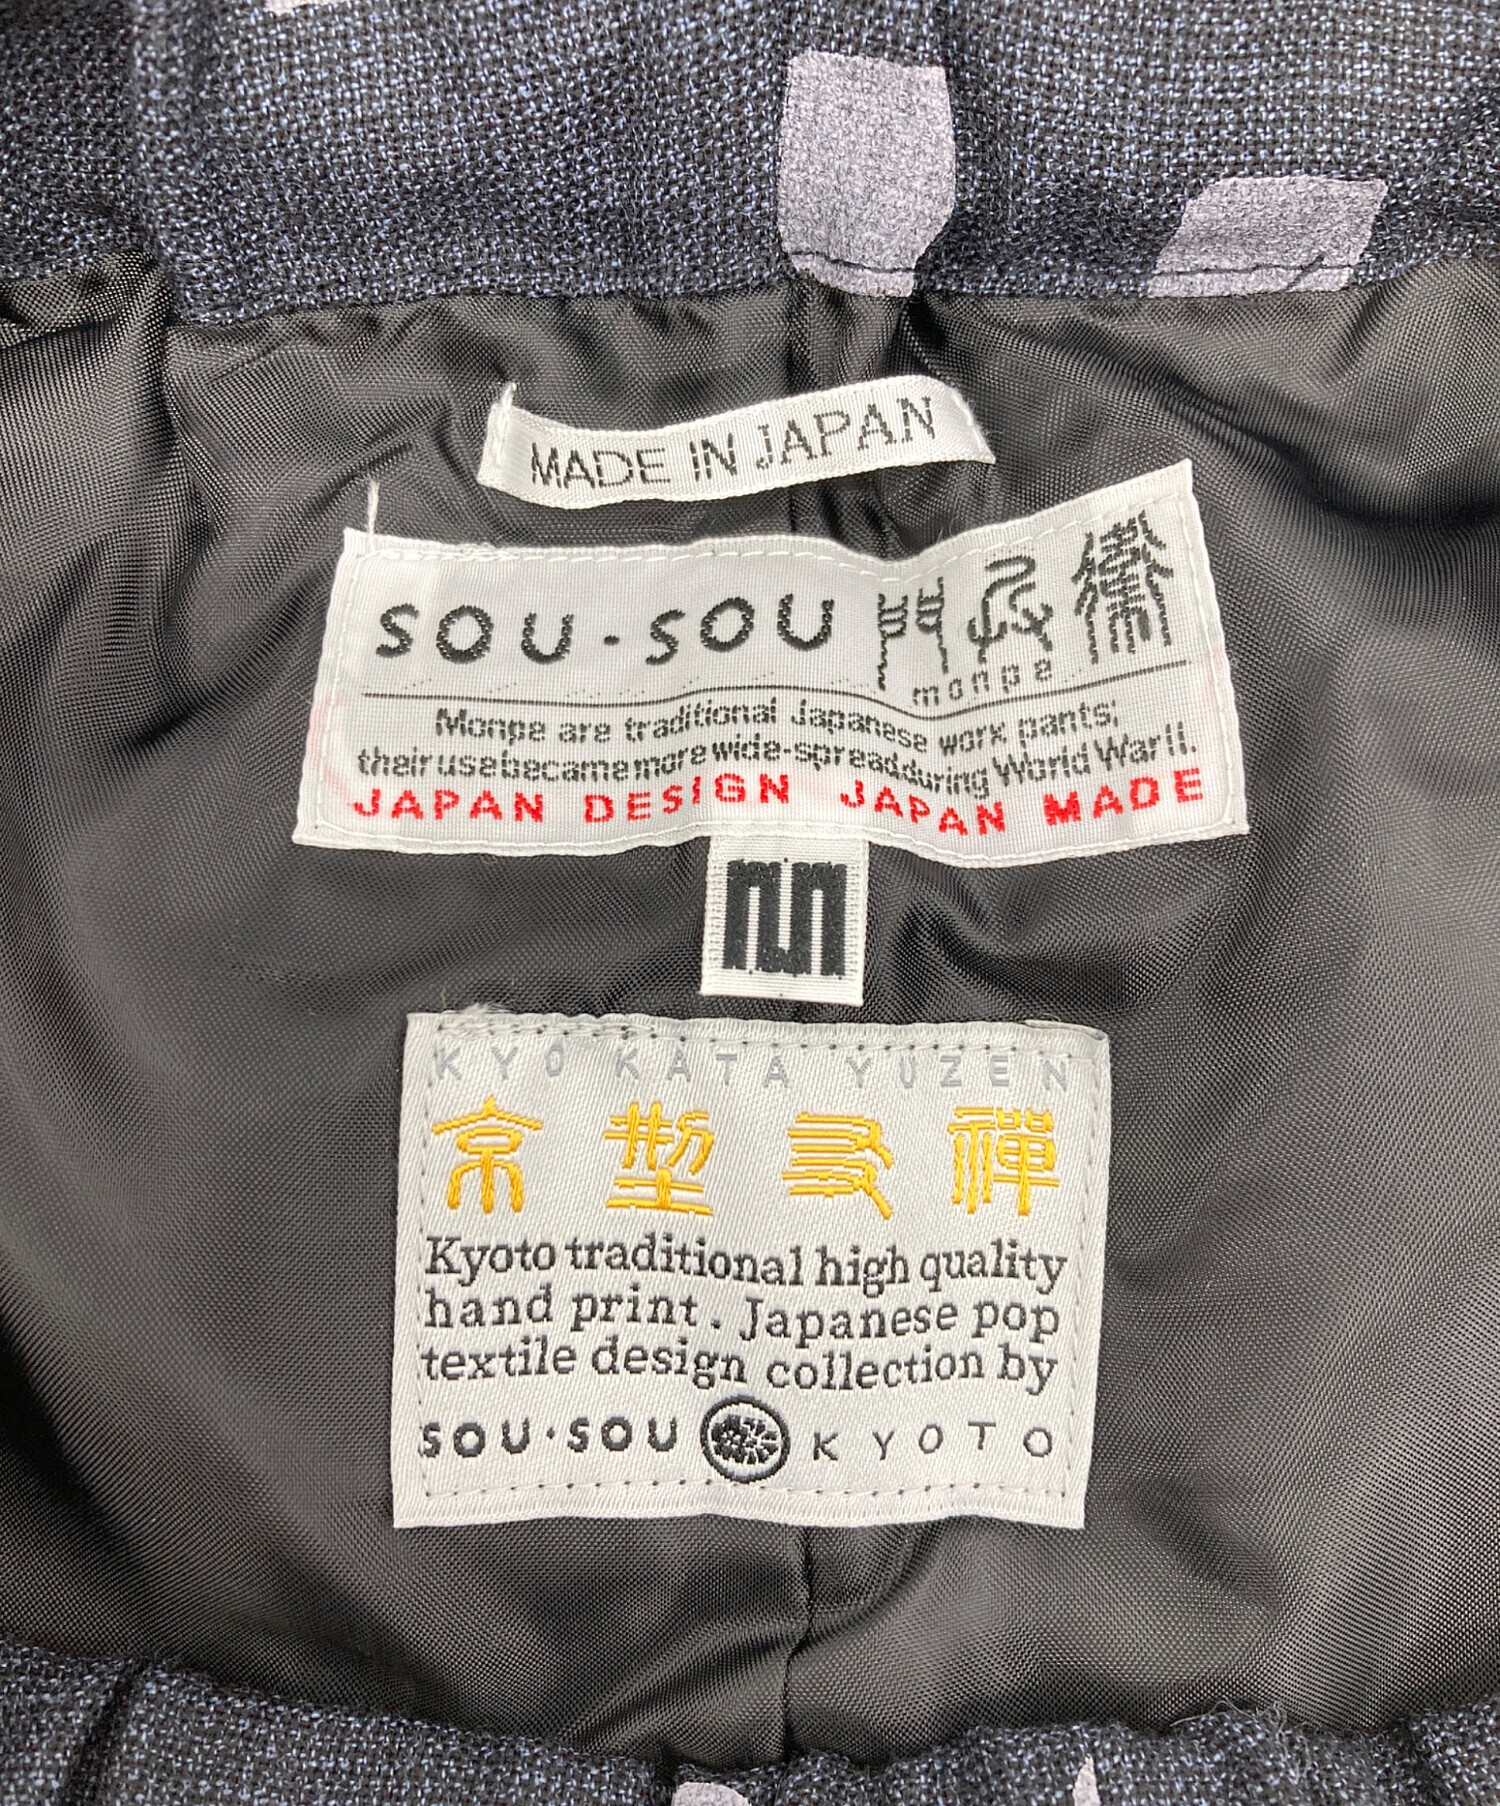 MADE IN JAPAN
SOU・SOU
monpe
Monpe are traditional Japanese work pants;
their use became more wide-spread during World War II.
JAPAN DESIGN JAPAN MADE
KYO KATA YUZEN
京型友禅
Kyoto traditional high quality
hand print. Japanese pop
textile design collection by
SOU・SOU KYOTO